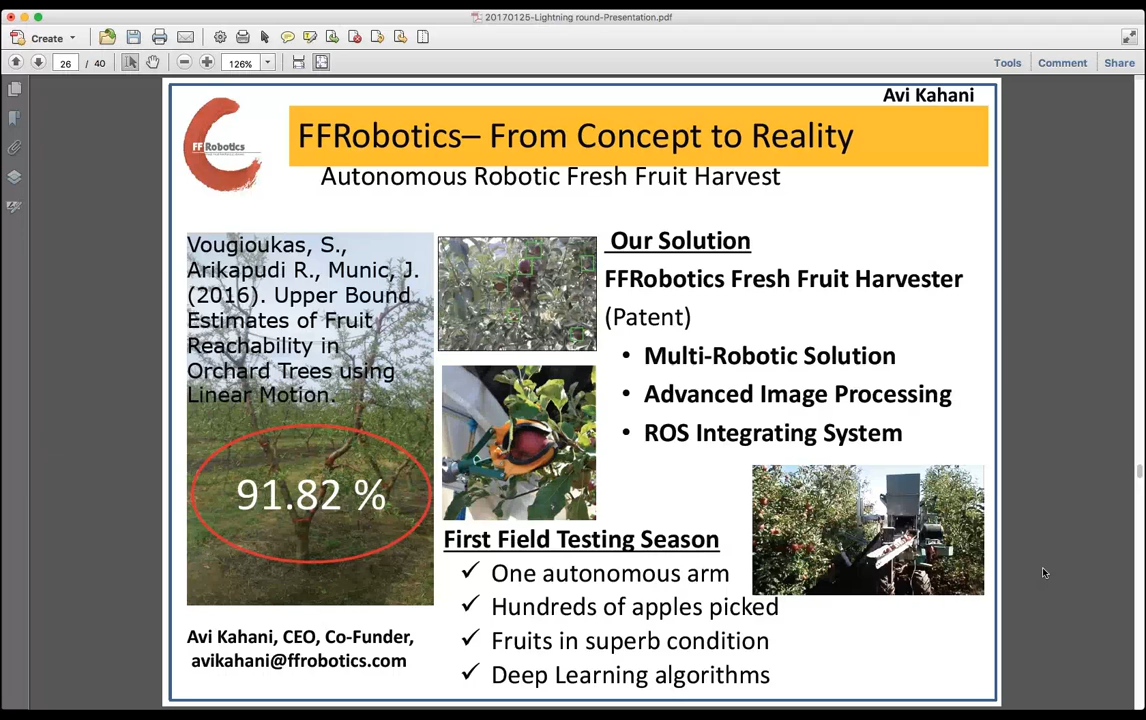 20170125-Lightning round-Presentation.pdf
Create
26 / 40
126%
Tools Comment Share
Avi Kahani
FFRobotics
FFRobotics– From Concept to Reality
Autonomous Robotic Fresh Fruit Harvest
Vougioukas, S.,
Arikapudi R., Munic, J.
(2016). Upper Bound
Estimates of Fruit
Reachability in
Orchard Trees using
Linear Motion.
91.82 %
Avi Kahani, CEO, Co-Funder,
avikahani@ffrobotics.com
Our Solution
FFRobotics Fresh Fruit Harvester
(Patent)
• Multi-Robotic Solution
• Advanced Image Processing
• ROS Integrating System
First Field Testing Season
✓ One autonomous arm
✓ Hundreds of apples picked
✓ Fruits in superb condition
✓ Deep Learning algorithms